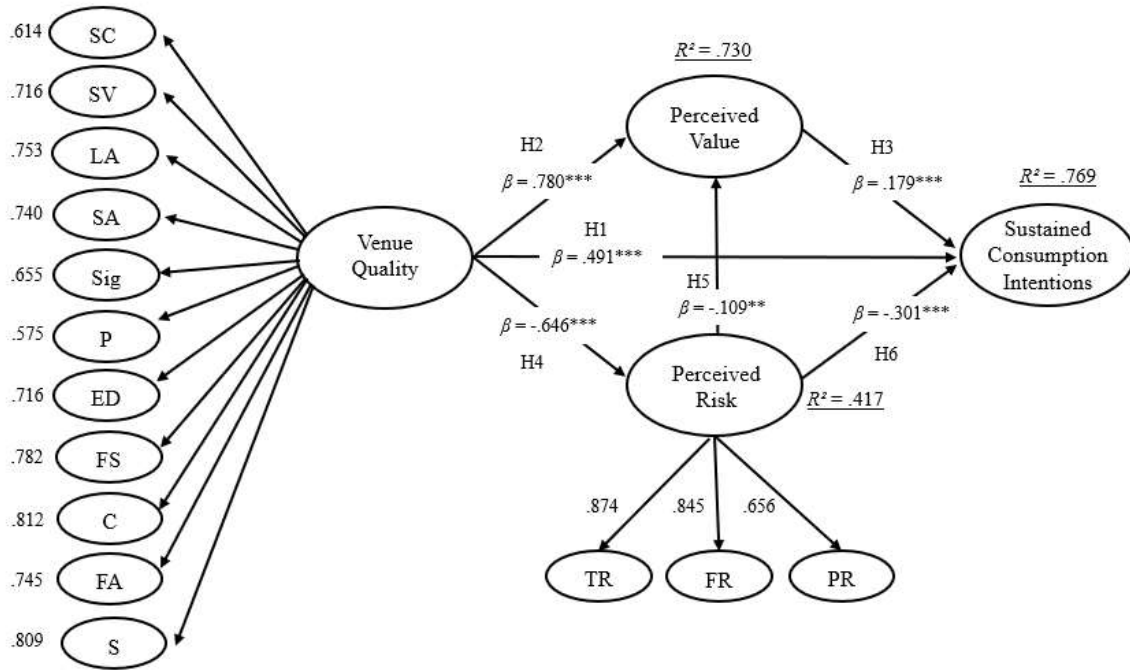 .614
SC
.716
SV
.753
LA
.740
SA
.655
Sig
.575
P
.716
ED
.782
FS
.812
C
.745
FA
.809
S
Venue
Quality
H2
β = .780***
H1
β = .491***
β = -.646***
H4
R² = .730
Perceived
Value
H5
β = -.109**
Perceived
Risk
R² = .417
H3
β = .179***
β = -.301***
H6
R² = .769
Sustained
Consumption
Intentions
.874
.845
.656
TR
FR
PR